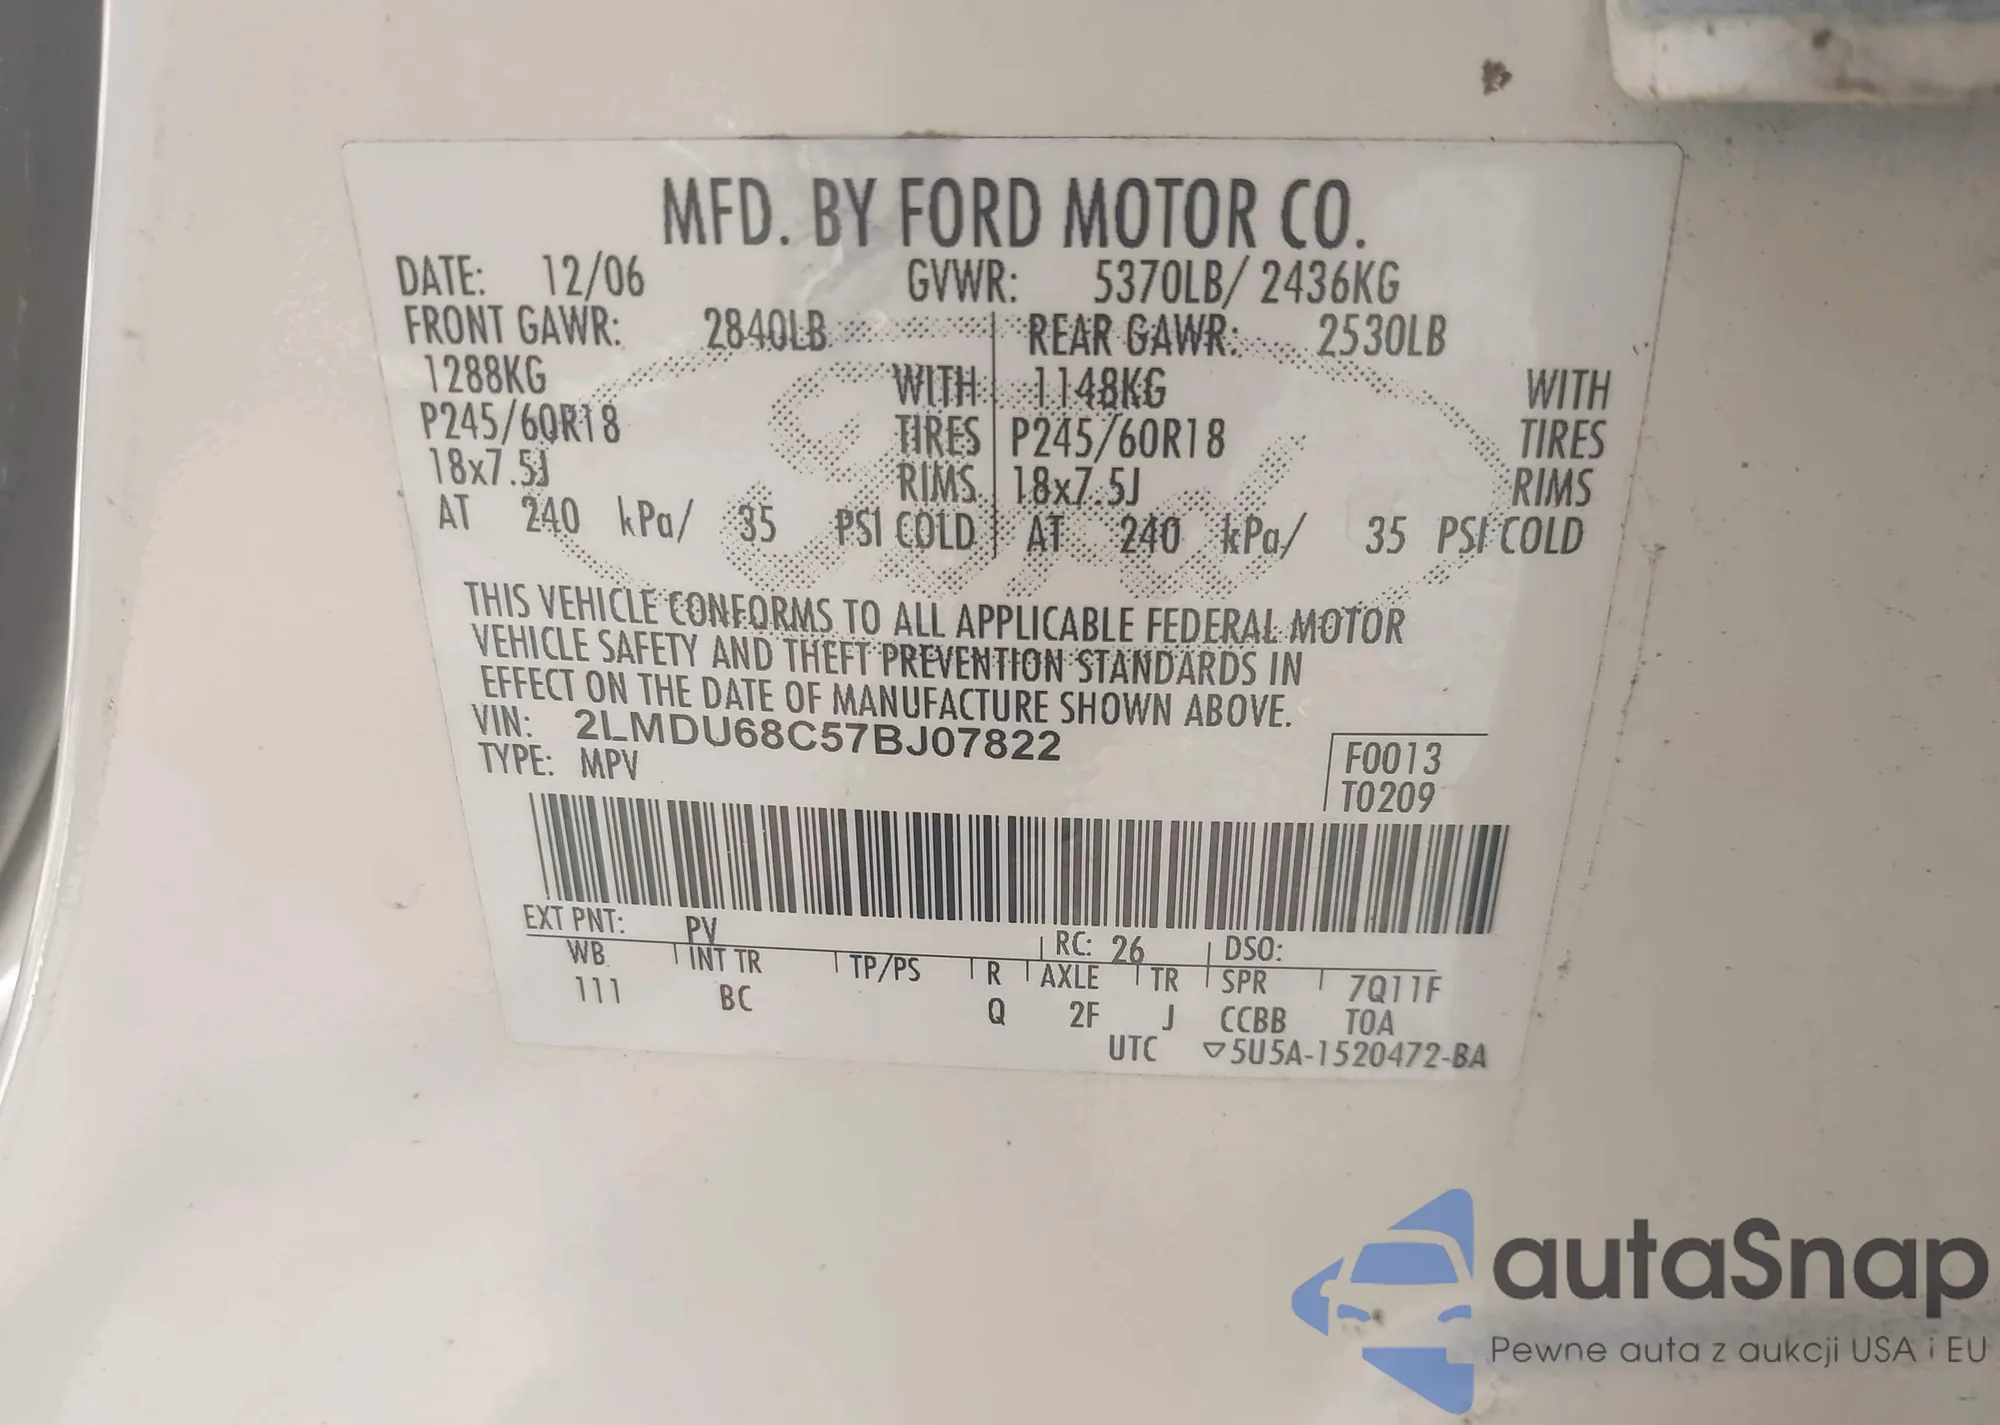 MFD. BY FORD MOTOR CO.
DATE: 12/06 GVWR: 5370LB/ 2436KG
FRONT GAWR: 2840LB REAR GAWR: 2530LB
1288KG WITH 1148KG WITH
P245/60R18 TIRES P245/60R18 TIRES
18x7.5J RIMS 18x7.5J RIMS
AT 240 kPa/ 35 PSI COLD AT 240 kPa/ 35 PSI COLD
Ford
THIS VEHICLE CONFORMS TO ALL APPLICABLE FEDERAL MOTOR
VEHICLE SAFETY AND THEFT PREVENTION STANDARDS IN
EFFECT ON THE DATE OF MANUFACTURE SHOWN ABOVE.
VIN: 2LMDU68C57BJ07822
TYPE: MPV
F0013
T0209
EXT PNT: PV RC: 26 DSO:
WB INT TR TP/PS R AXLE TR SPR 7Q11F
111 BC Q 2F J CCBB TOA
UTC ▽5U5A-1520472-BA
autaSnap
Pewne auta z aukcji USA i EU